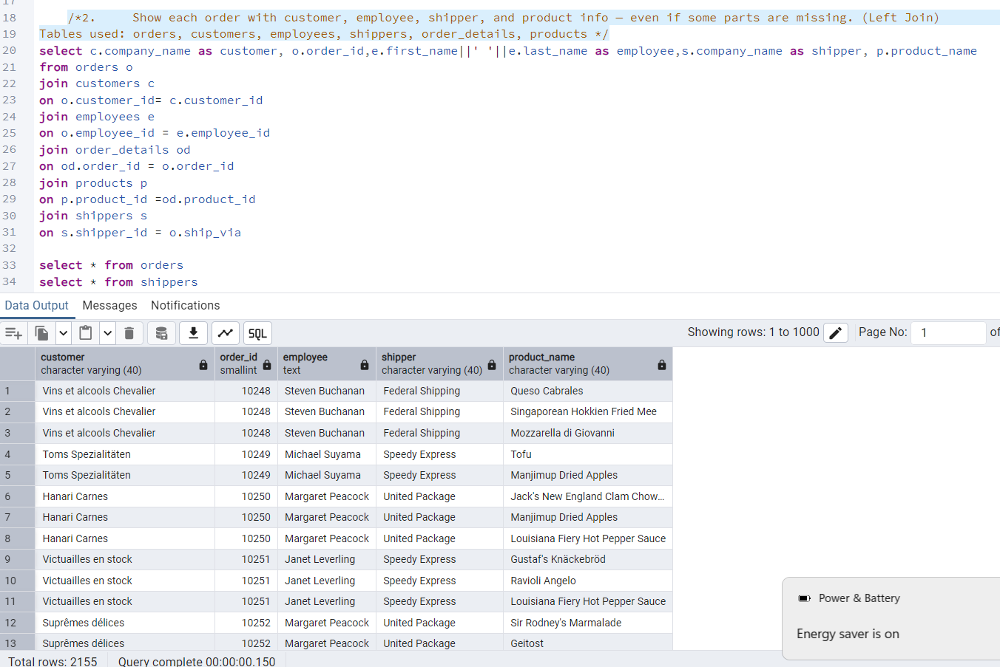 17
18 /*2. Show each order with customer, employee, shipper, and product info — even if some parts are missing. (Left Join)
19 Tables used: orders, customers, employees, shippers, order_details, products */
20 select c.company_name as customer, o.order_id,e.first_name||' '||e.last_name as employee,s.company_name as shipper, p.product_name
21 from orders o
22 join customers c
23 on o.customer_id= c.customer_id
24 join employees e
25 on o.employee_id = e.employee_id
26 join order_details od
27 on od.order_id = o.order_id
28 join products p
29 on p.product_id =od.product_id
30 join shippers s
31 on s.shipper_id = o.ship_via
32
33 select * from orders
34 select * from shippers
Data Output Messages Notifications
SQL Showing rows: 1 to 1000 Page No: 1 of
customer order_id employee shipper product_name
character varying (40) smallint text character varying (40) character varying (40)
1 Vins et alcools Chevalier 10248 Steven Buchanan Federal Shipping Queso Cabrales
2 Vins et alcools Chevalier 10248 Steven Buchanan Federal Shipping Singaporean Hokkien Fried Mee
3 Vins et alcools Chevalier 10248 Steven Buchanan Federal Shipping Mozzarella di Giovanni
4 Toms Spezialitäten 10249 Michael Suyama Speedy Express Tofu
5 Toms Spezialitäten 10249 Michael Suyama Speedy Express Manjimup Dried Apples
6 Hanari Carnes 10250 Margaret Peacock United Package Jack's New England Clam Chow...
7 Hanari Carnes 10250 Margaret Peacock United Package Manjimup Dried Apples
8 Hanari Carnes 10250 Margaret Peacock United Package Louisiana Fiery Hot Pepper Sauce
9 Victuailles en stock 10251 Janet Leverling Speedy Express Gustaf's Knäckebröd
10 Victuailles en stock 10251 Janet Leverling Speedy Express Ravioli Angelo
11 Victuailles en stock 10251 Janet Leverling Speedy Express Louisiana Fiery Hot Pepper Sauce
12 Suprêmes délices 10252 Margaret Peacock United Package Sir Rodney's Marmalade
13 Suprêmes délices 10252 Margaret Peacock United Package Geitost
Power & Battery
Energy saver is on
Total rows: 2155 Query complete 00:00:00.150